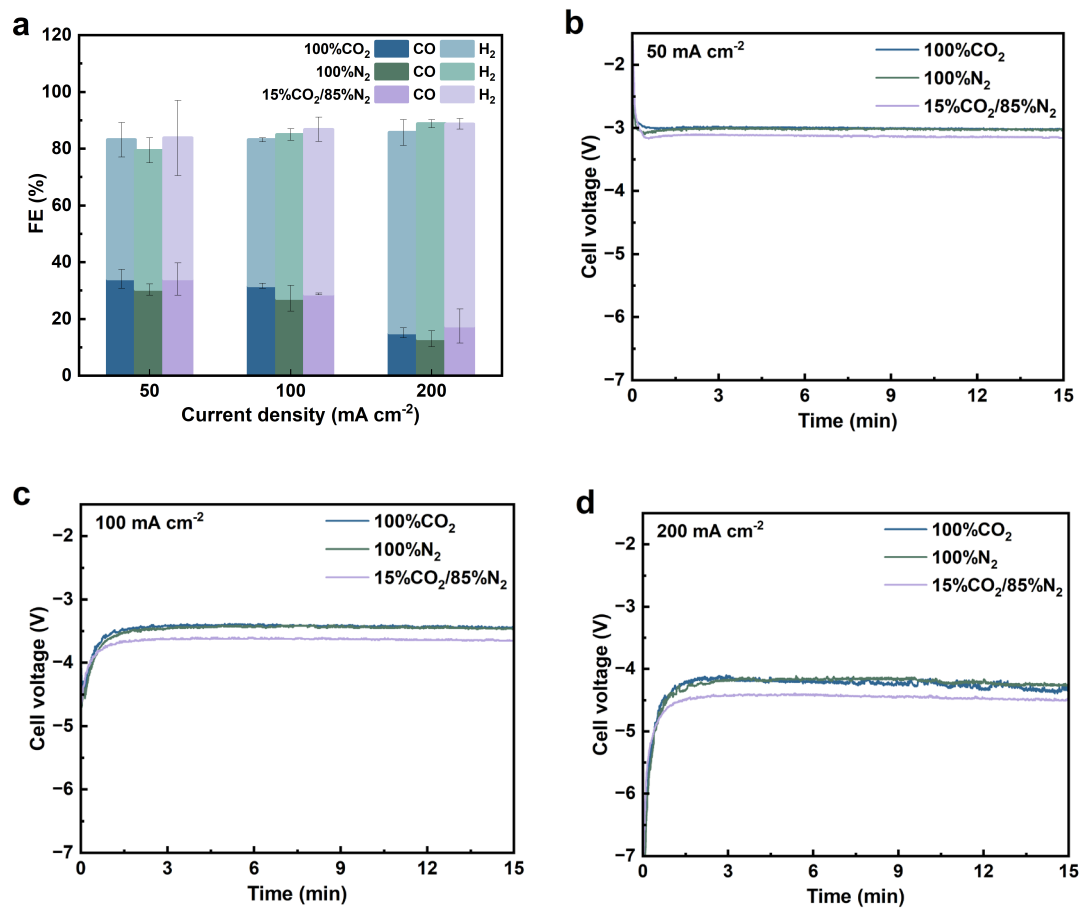 a
120
100
80
60
40
20
0
FE (%)
100%CO₂ CO H₂
100%N₂ CO H₂
15%CO₂/85%N₂ CO H₂
50 100 200
Current density (mA cm⁻²)
b
50 mA cm⁻²
100%CO₂
100%N₂
15%CO₂/85%N₂
−2
−3
−4
−5
−6
−7
Cell voltage (V)
0 3 6 9 12 15
Time (min)
c
100 mA cm⁻²
100%CO₂
100%N₂
15%CO₂/85%N₂
−2
−3
−4
−5
−6
−7
Cell voltage (V)
0 3 6 9 12 15
Time (min)
d
200 mA cm⁻²
100%CO₂
100%N₂
15%CO₂/85%N₂
−2
−3
−4
−5
−6
−7
Cell voltage (V)
0 3 6 9 12 15
Time (min)